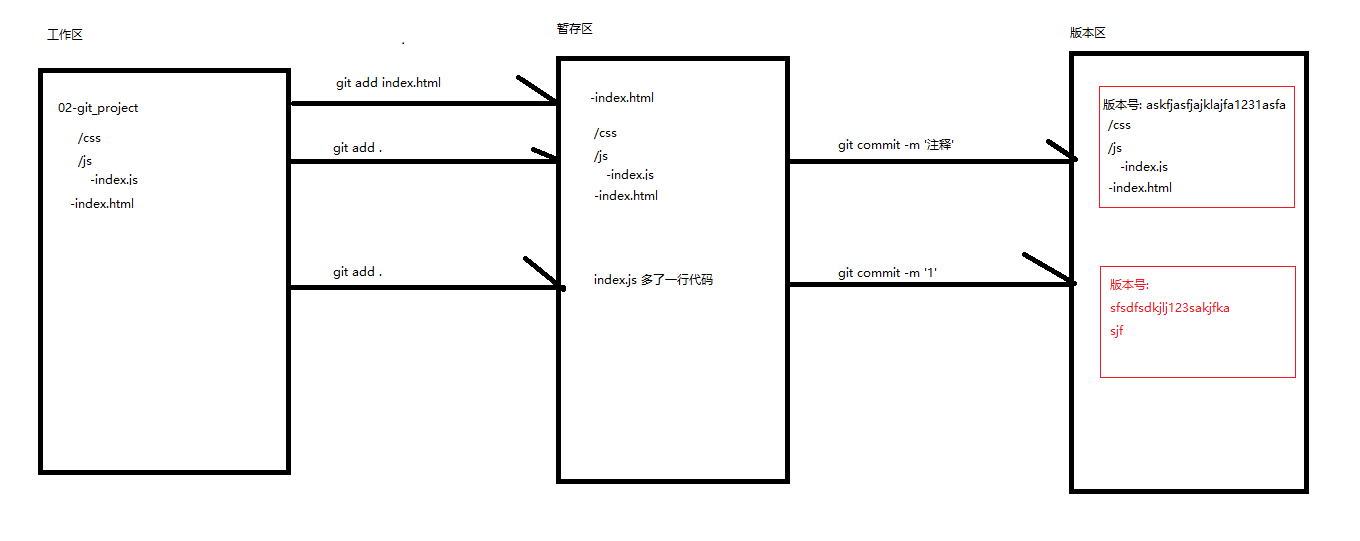 工作区
02-git_project
/css
/js
-index.js
-index.html
git add index.html
git add .
git add .
暂存区
-index.html
/css
/js
-index.js
-index.html
index.js 多了一行代码
git commit -m '注释'
git commit -m '1'
版本区
版本号: askfjasfjajklajfa1231asfa
/css
/js
-index.js
-index.html
版本号:
sfsdfsdkjlj123sakjfka
sjf